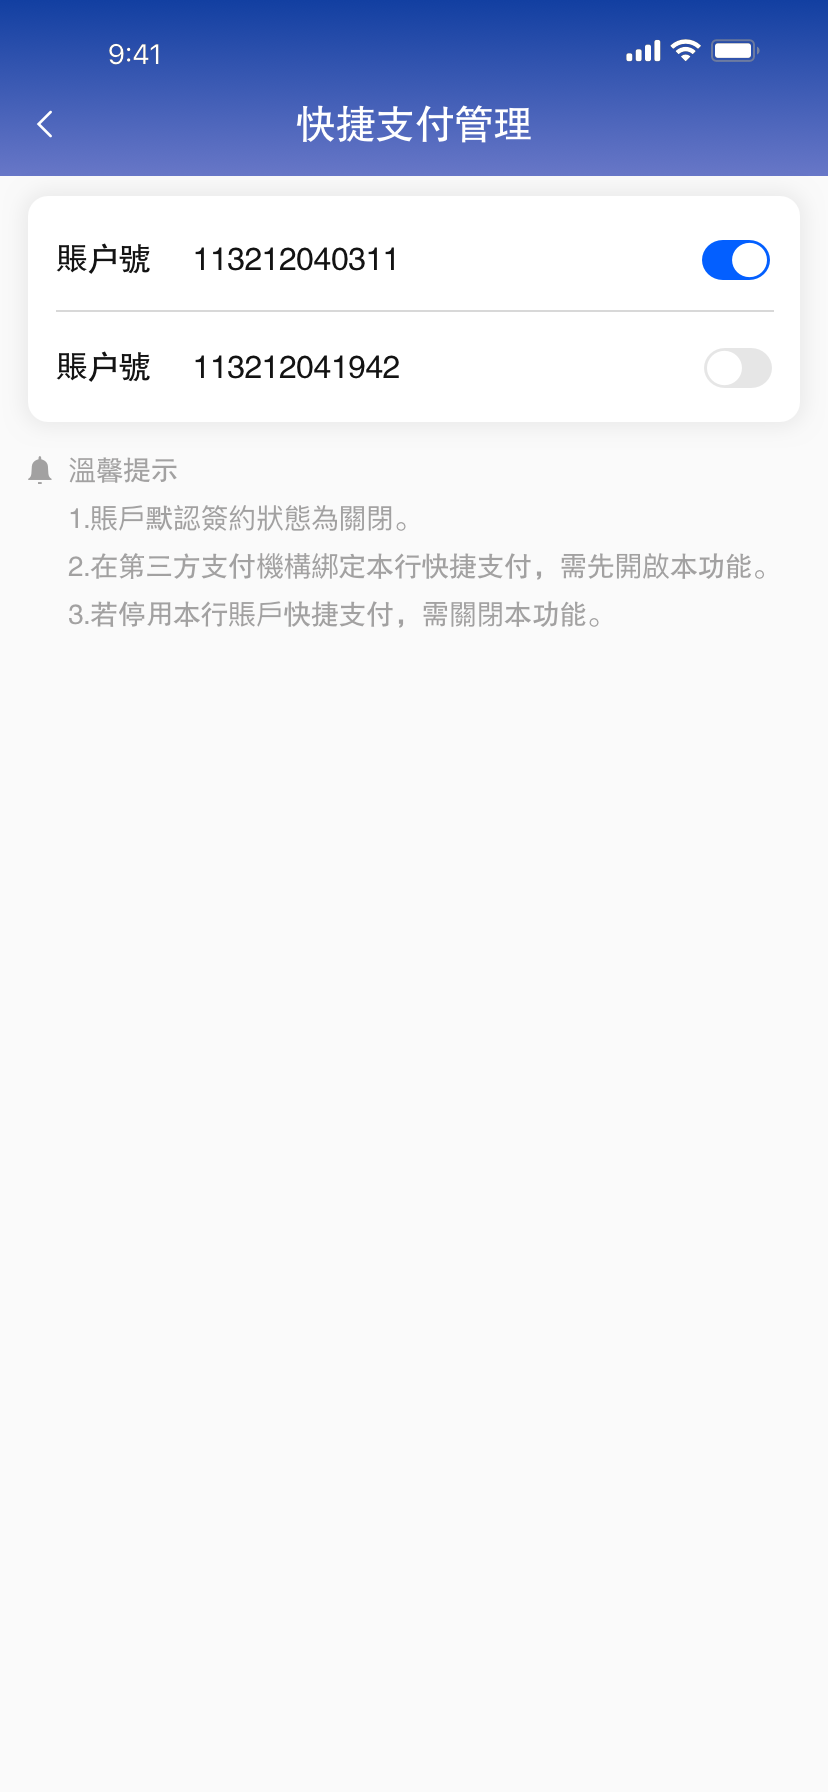 9:41
快捷支付管理
賬户號 113212040311
賬户號 113212041942
溫馨提示
1.賬戶默認簽約狀態為關閉。
2.在第三方支付機構綁定本行快捷支付，需先開啟本功能。
3.若停用本行賬戶快捷支付，需關閉本功能。